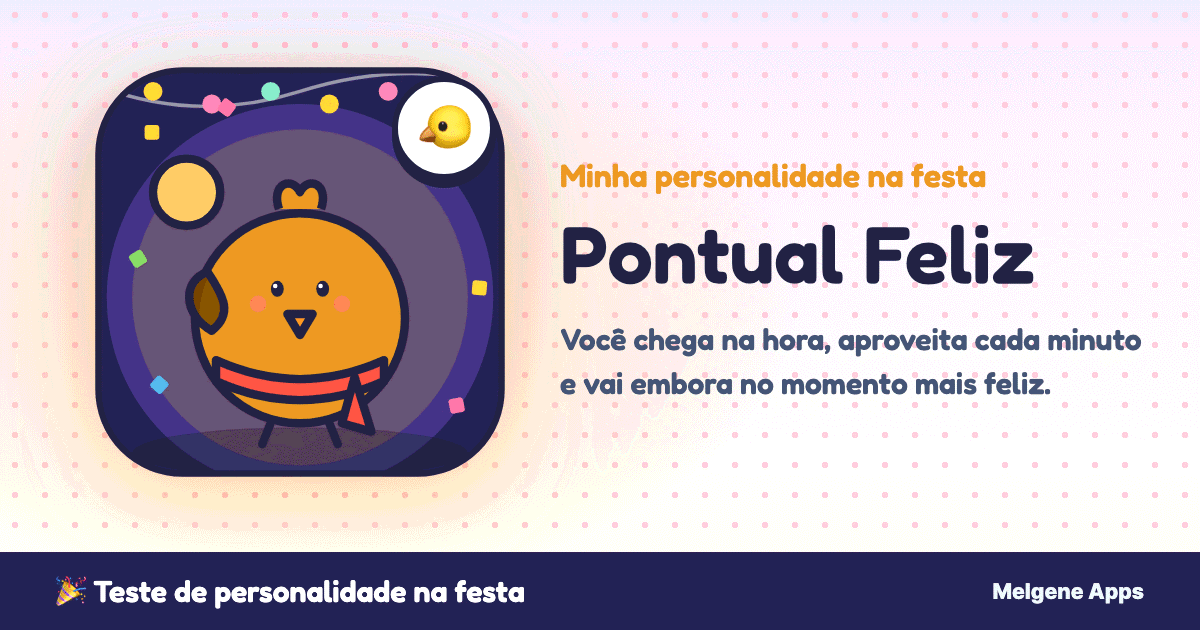 Minha personalidade na festa
Pontual Feliz
Você chega na hora, aproveita cada minuto
e vai embora no momento mais feliz.
🎉 Teste de personalidade na festa
Melgene Apps